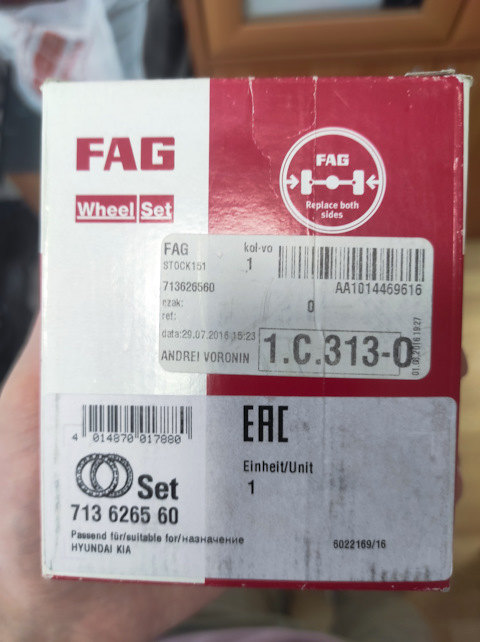 FAG
Wheel Set
FAG
Replace both
sides
FAG
kol-vo
STOCK151
1
713626560
AA1014469616
ezak:
0
ref:
data:29.07.2016 15:23
ANDREI VORONIN
1.C.313-0
EAC
4 014870 017880
Einheit/Unit
1
Set
713 6265 60
Passend für/suitable for/назначение
HYUNDAI KIA
6022169/16